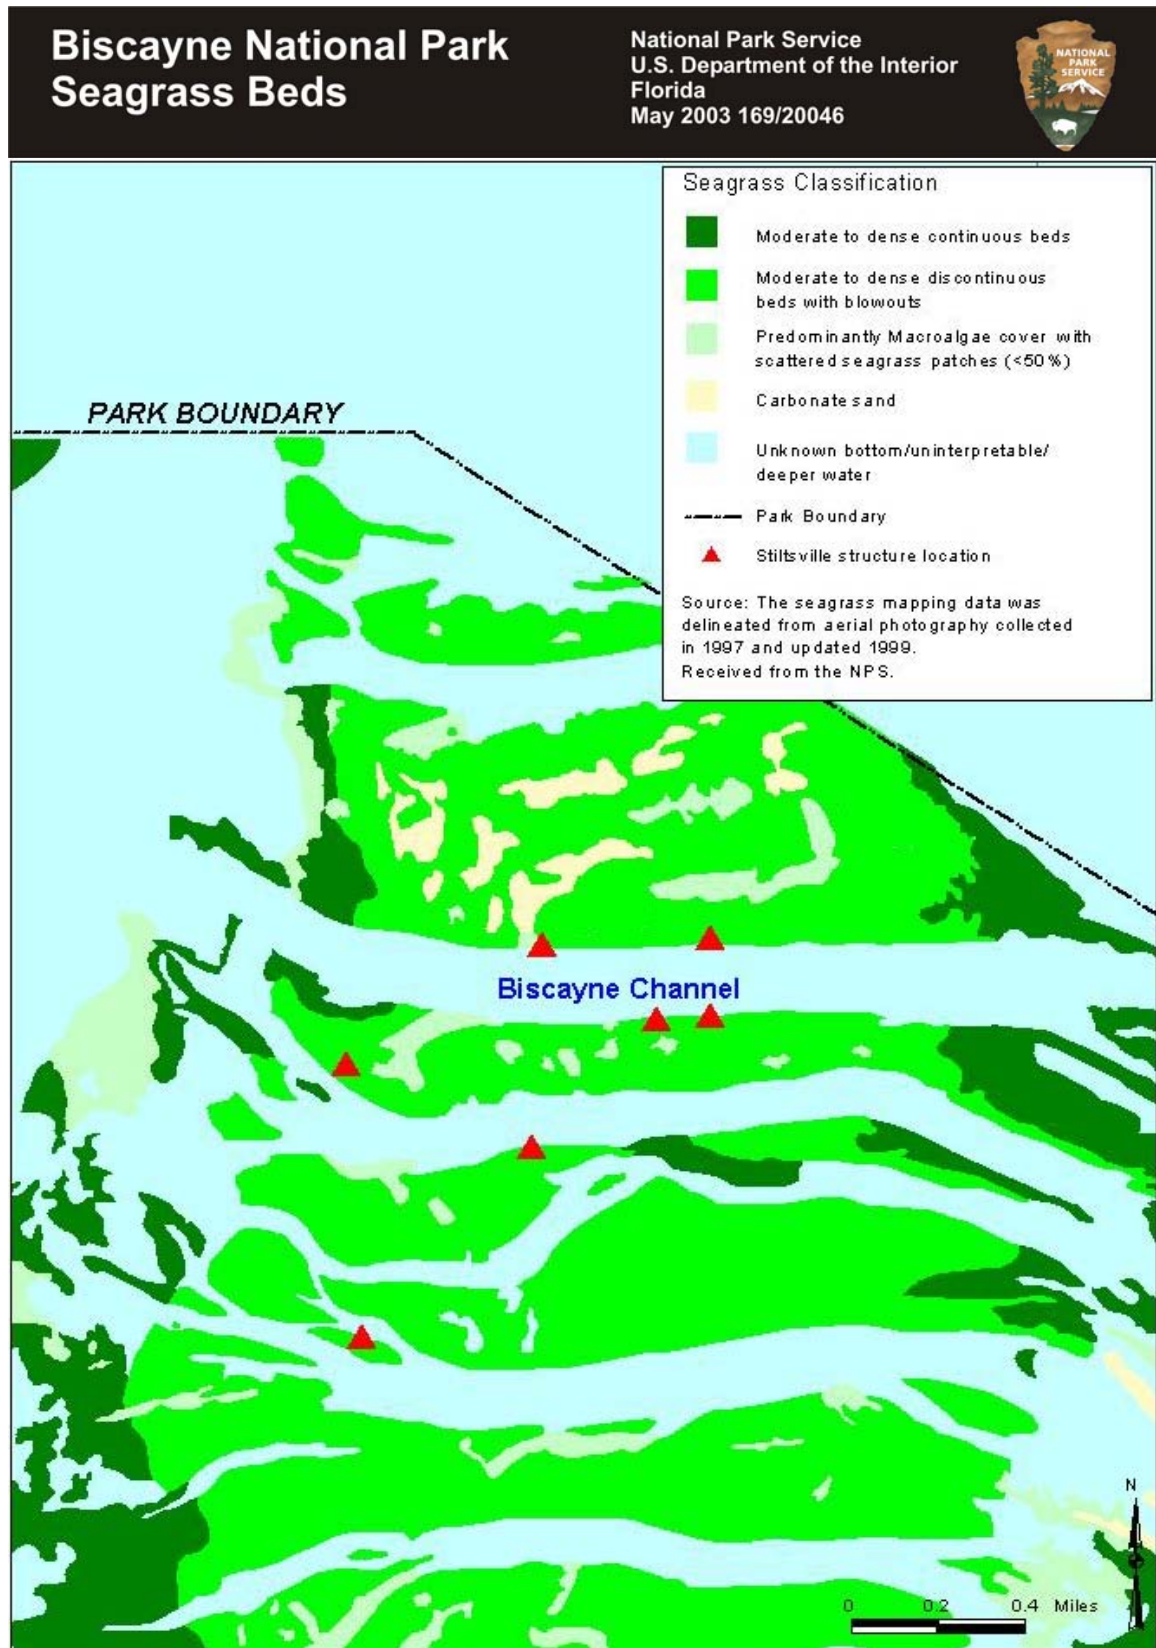 Biscayne National Park
Seagrass Beds
National Park Service
U.S. Department of the Interior
Florida
May 2003 169/20046
NATIONAL
PARK
SERVICE
Seagrass Classification
Moderate to dense continuous beds
Moderate to dense discontinuous
beds with blowouts
Predominantly Macroalgae cover with
scattered seagrass patches (<50%)
Carbonate sand
Unknown bottom/uninterpretable/
deeper water
Park Boundary
Stiltsville structure location
Source: The seagrass mapping data was
delineated from aerial photography collected
in 1997 and updated 1999.
Received from the NPS.
PARK BOUNDARY
Biscayne Channel
N
0 0.2 0.4 Miles